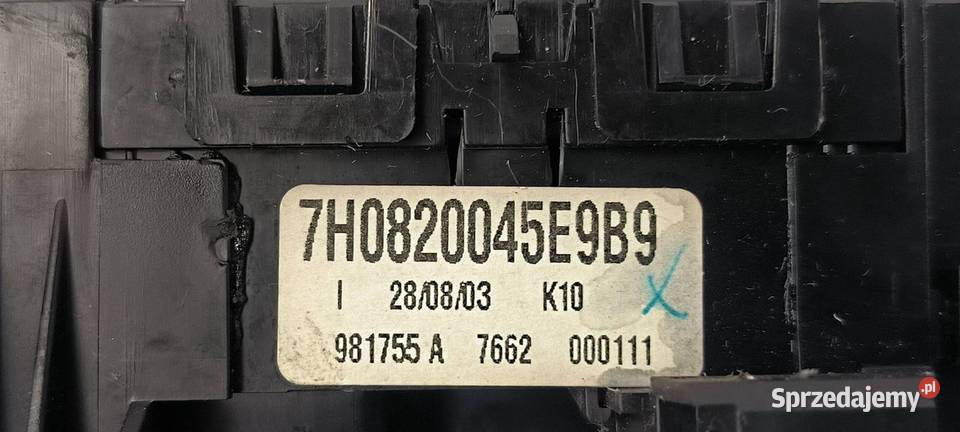 7H0820045E9B9
I 28/08/03 K10
981755 A 7662 000111
Sprzedajemy.pl